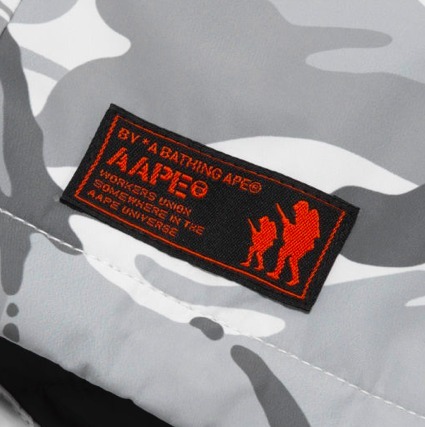 BY *A BATHING APE®
AAPE®
WORKERS UNION
SOMEWHERE IN THE
AAPE UNIVERSE